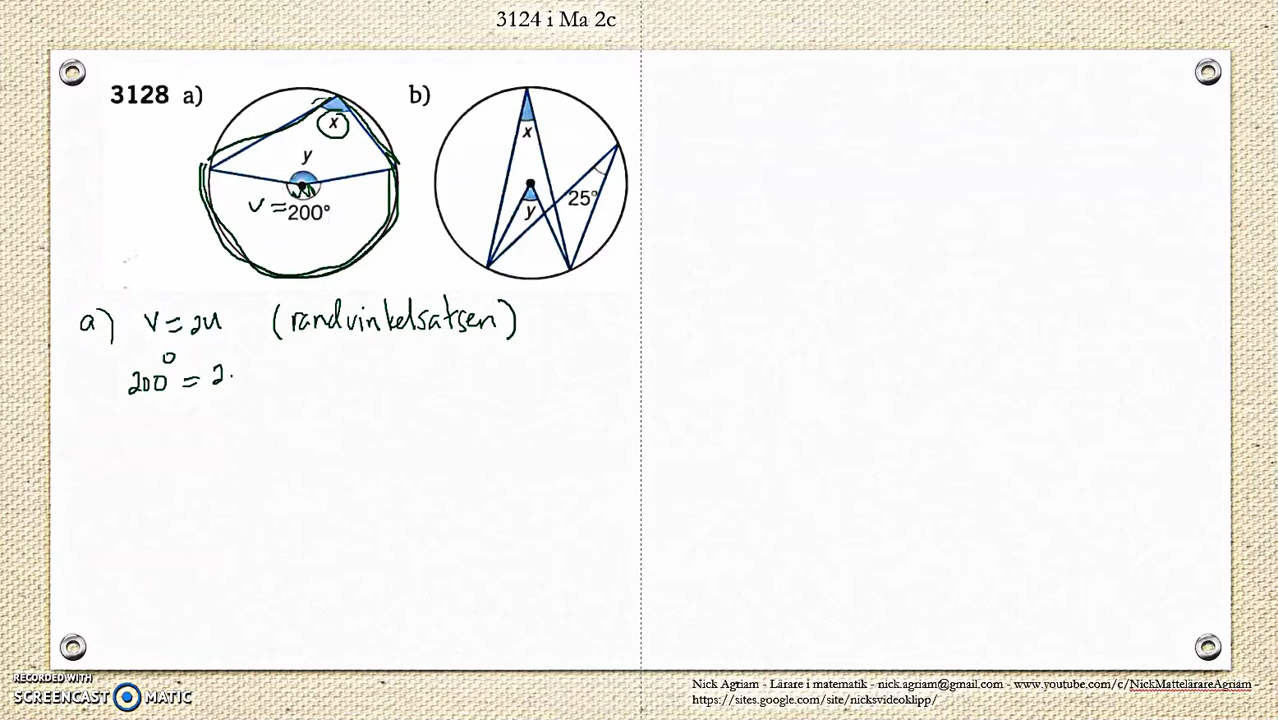 3124 i Ma 2c
3128 a)
x
y
v = 200°
b)
x
y
25°
a) v = 2u (randvinkelsatsen)
200° = 2·
RECORDED WITH
SCREENCAST MATIC
Nick Agriam - Lärare i matematik - nick.agriam@gmail.com - www.youtube.com/c/NickMattelärareAgriam
https://sites.google.com/site/nicksvideoklipp/